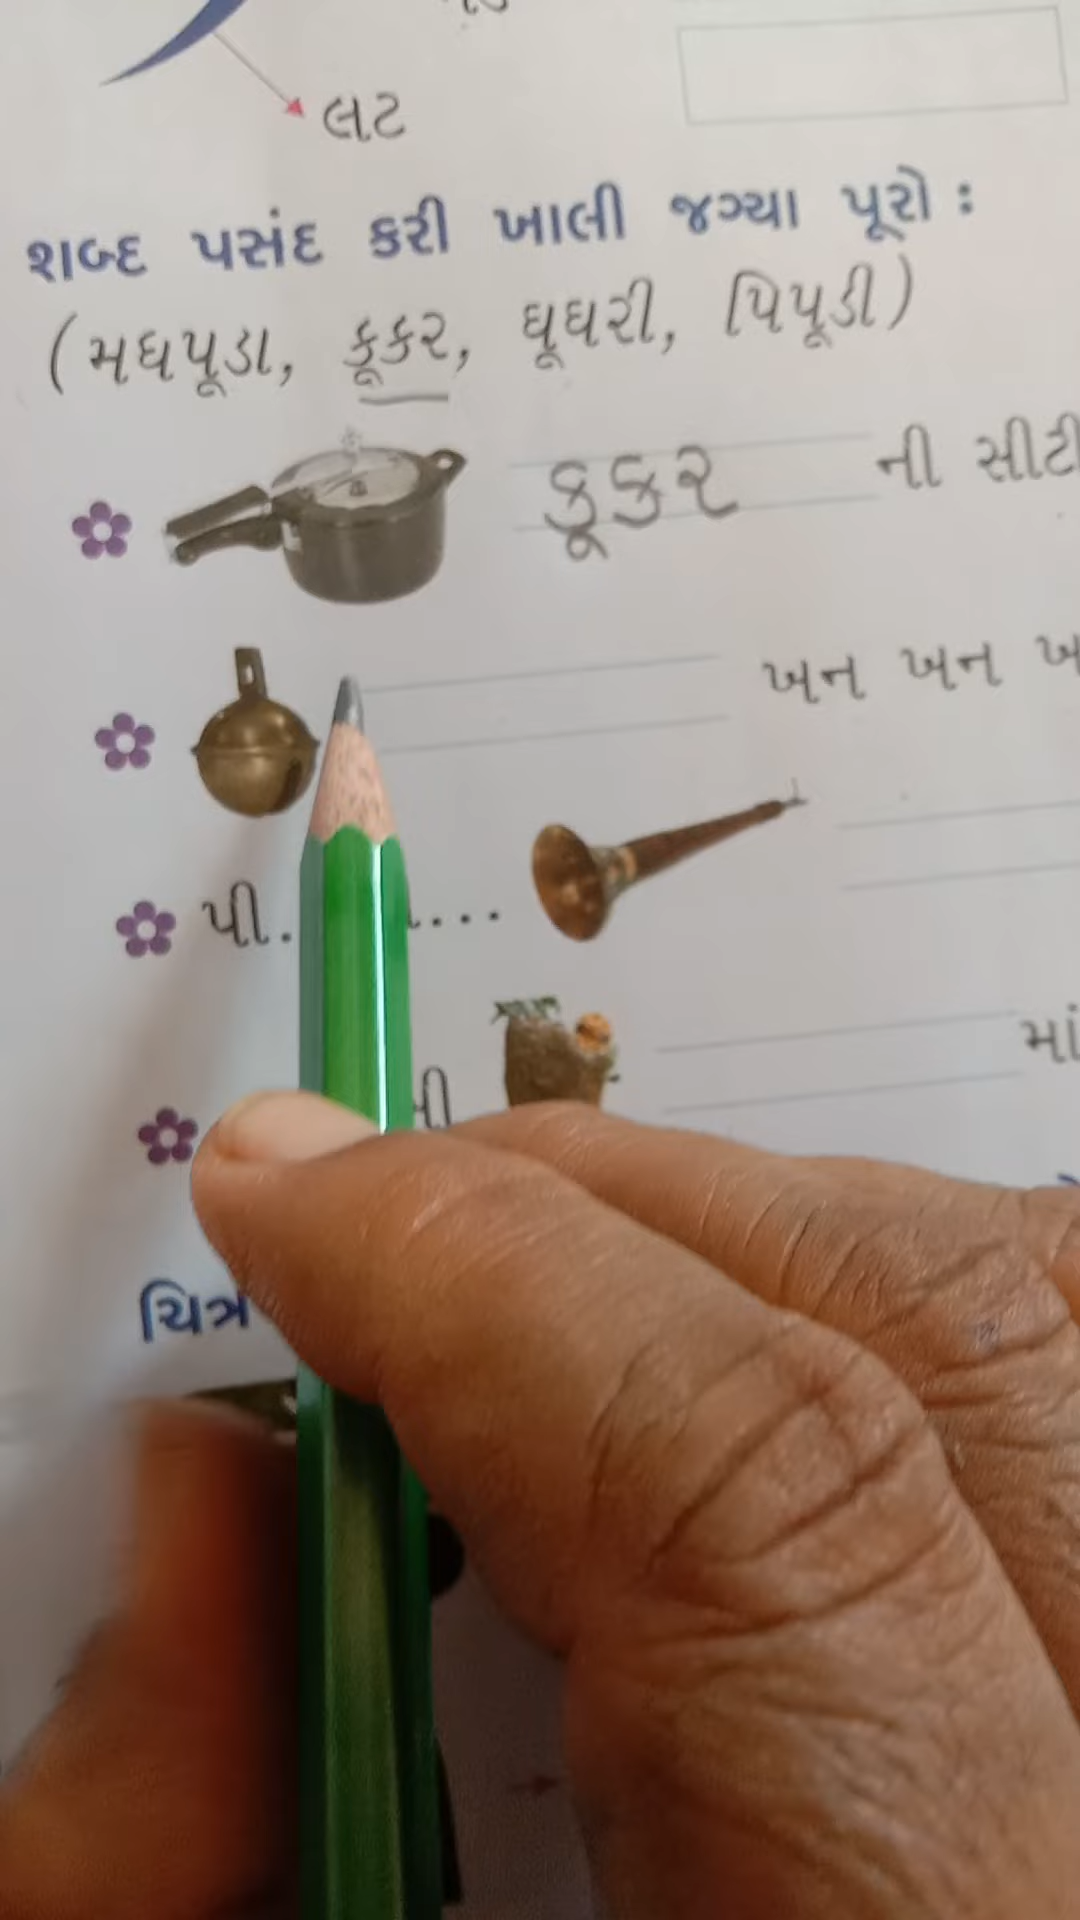 લટ
શબ્દ પસંદ કરી ખાલી જગ્યા પૂરો :
(મધપૂડા, કૂકર, ઘૂઘરી, પિપૂડી)
કૂકર ની સીટી
ખન ખન
પી. ...
માં
ચિત્ર